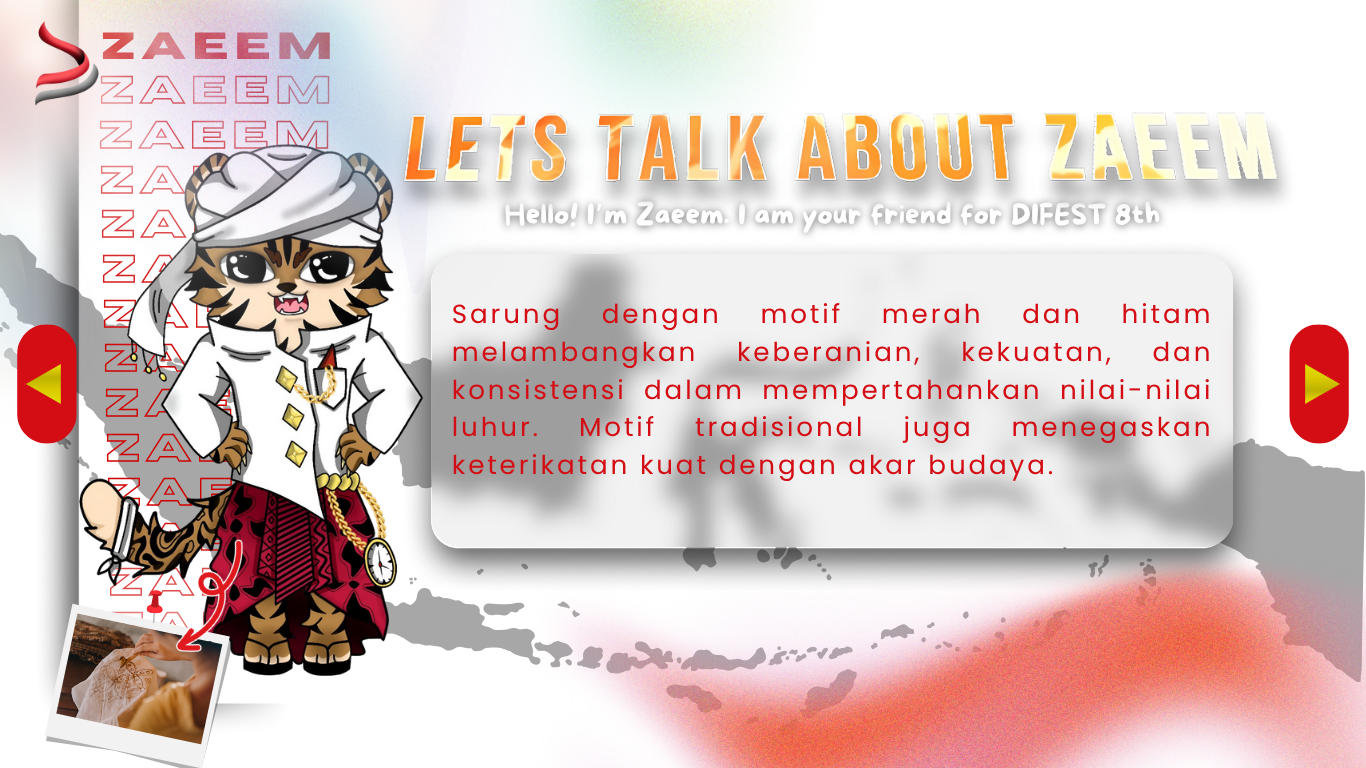 ZAEEM
ZAEEM
ZAEEM
LETS TALK ABOUT ZAEEM
Hello! I'm Zaeem. I am your friend for DIFEST 8th
Sarung dengan motif merah dan hitam
melambangkan keberanian, kekuatan, dan
konsistensi dalam mempertahankan nilai-nilai
luhur. Motif tradisional juga menegaskan
keterikatan kuat dengan akar budaya.